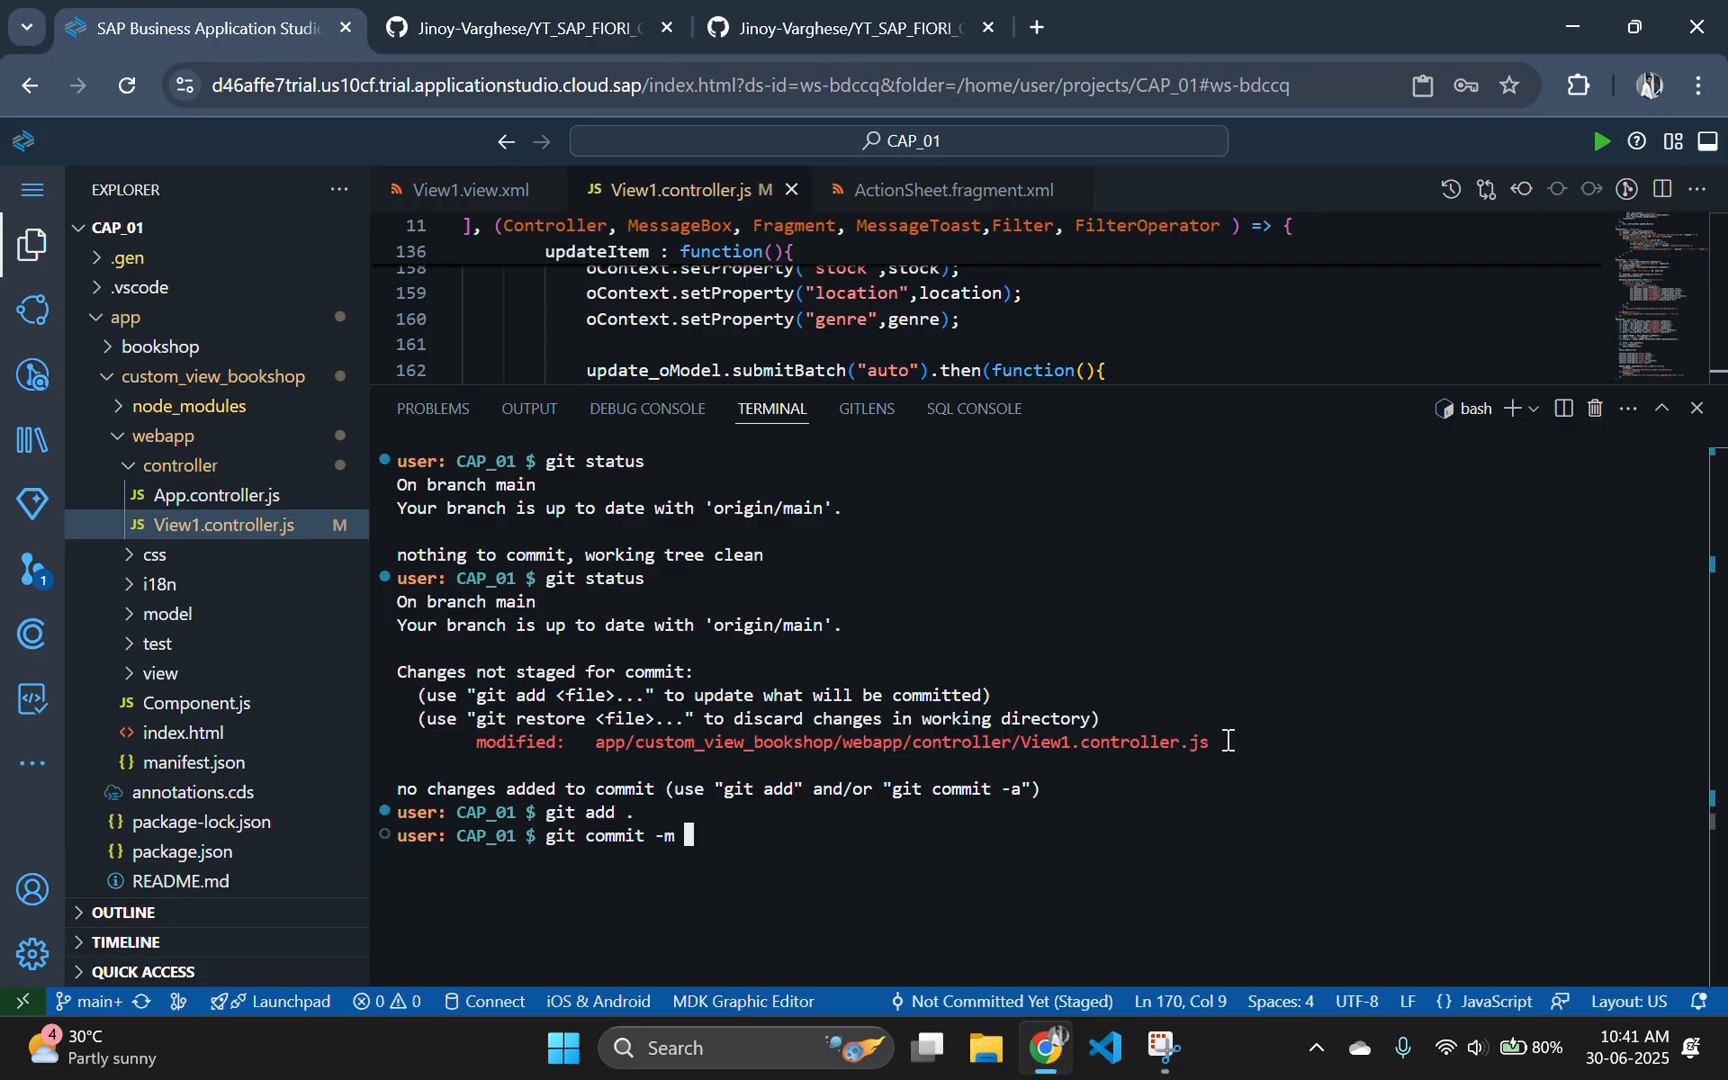 SAP Business Application Studio
Jinoy-Varghese/YT_SAP_FIORI_
Jinoy-Varghese/YT_SAP_FIORI_
d46affe7trial.us10cf.trial.applicationstudio.cloud.sap/index.html?ds-id=ws-bdccq&folder=/home/user/projects/CAP_01#ws-bdccq
CAP_01
EXPLORER
View1.view.xml
JS View1.controller.js M
ActionSheet.fragment.xml
CAP_01
.gen
.vscode
app
bookshop
custom_view_bookshop
node_modules
webapp
controller
JS App.controller.js
JS View1.controller.js M
css
i18n
model
test
view
JS Component.js
<> index.html
{} manifest.json
annotations.cds
{} package-lock.json
{} package.json
README.md
OUTLINE
TIMELINE
QUICK ACCESS
1
11 ], (Controller, MessageBox, Fragment, MessageToast,Filter, FilterOperator ) => {
136 updateItem : function(){
158 oContext.setProperty("stock",stock);
159 oContext.setProperty("location",location);
160 oContext.setProperty("genre",genre);
161
162 update_oModel.submitBatch("auto").then(function(){
PROBLEMS OUTPUT DEBUG CONSOLE TERMINAL GITLENS SQL CONSOLE
bash
user: CAP_01 $ git status
On branch main
Your branch is up to date with 'origin/main'.
nothing to commit, working tree clean
user: CAP_01 $ git status
On branch main
Your branch is up to date with 'origin/main'.
Changes not staged for commit:
(use "git add <file>..." to update what will be committed)
(use "git restore <file>..." to discard changes in working directory)
modified: app/custom_view_bookshop/webapp/controller/View1.controller.js
no changes added to commit (use "git add" and/or "git commit -a")
user: CAP_01 $ git add .
user: CAP_01 $ git commit -m
main+ Launchpad 0 0 Connect iOS & Android MDK Graphic Editor Not Committed Yet (Staged) Ln 170, Col 9 Spaces: 4 UTF-8 LF {} JavaScript Layout: US
4
30°C
Partly sunny
Search
80%
10:41 AM
30-06-2025